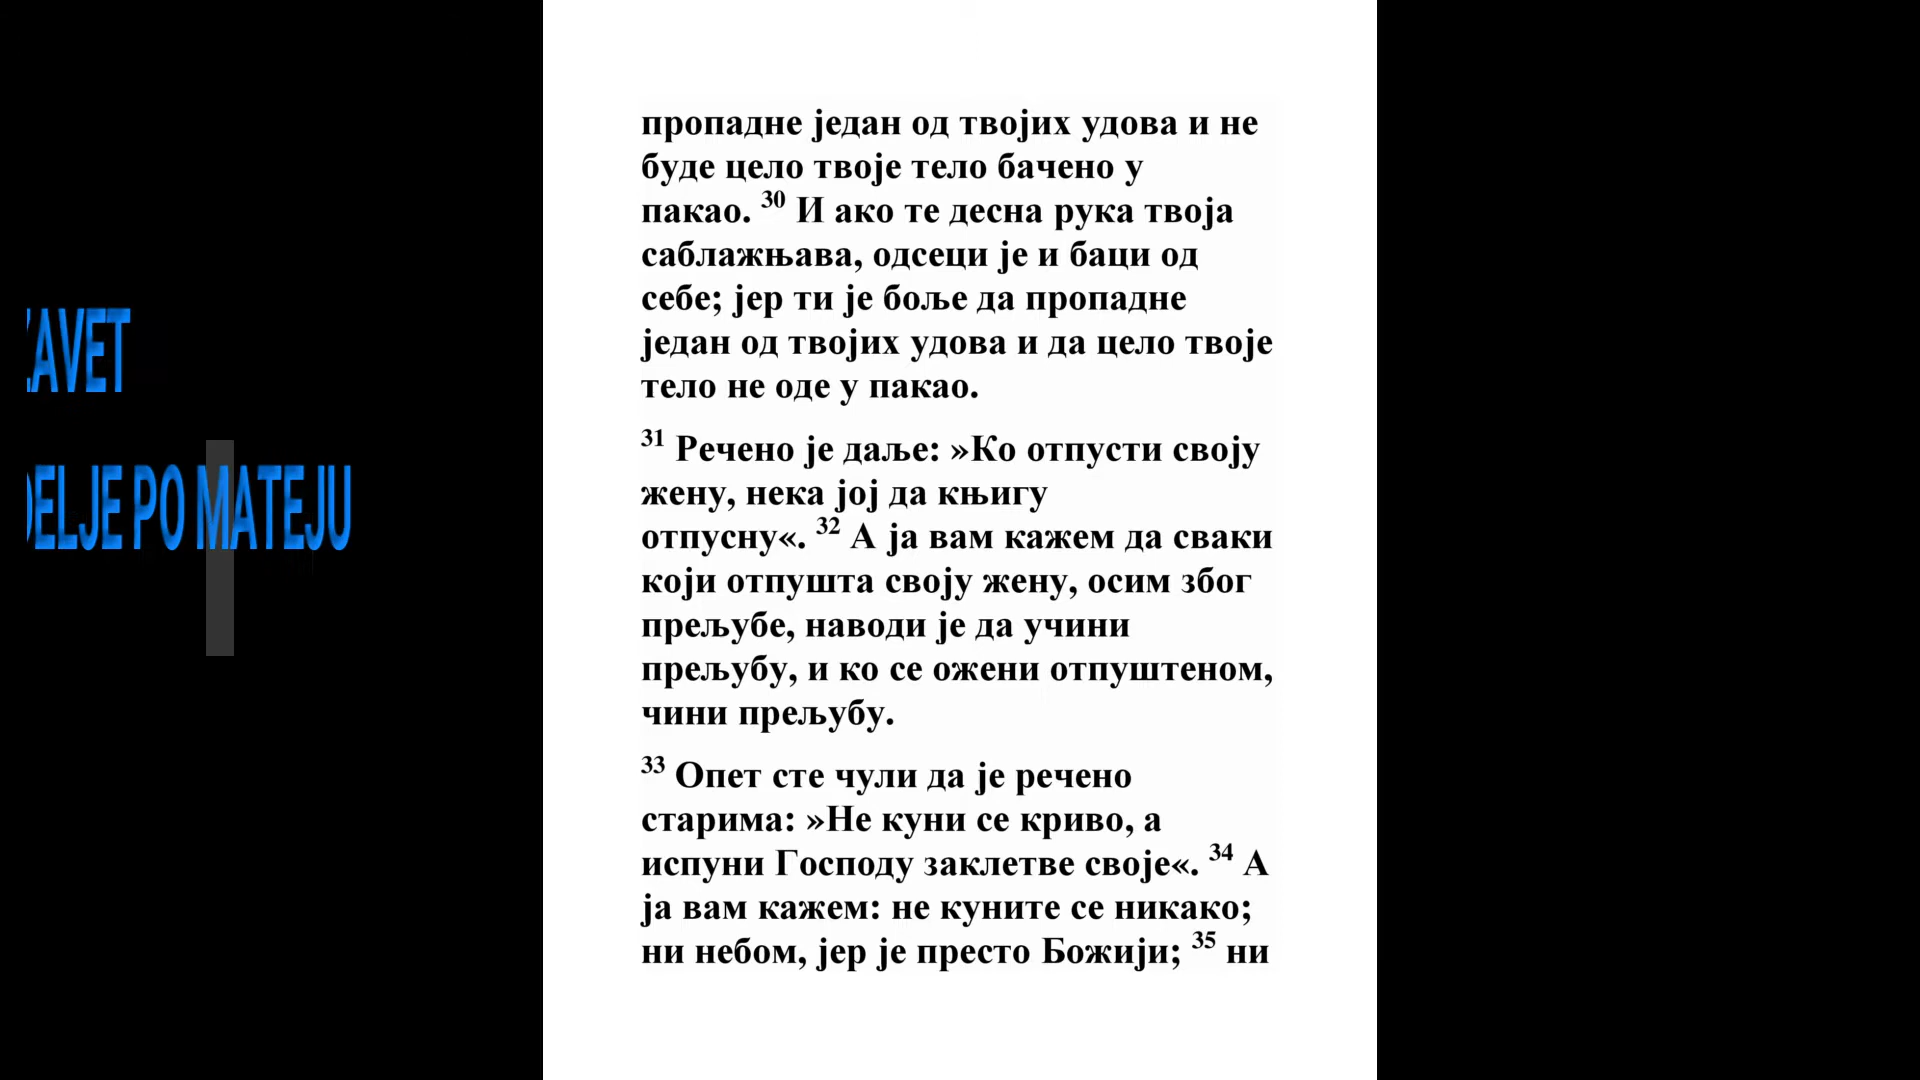 AVET
ELJE PO MATEJU
пропадне један од твојих удова и не
буде цело твоје тело бачено у
пакао. 30 И ако те десна рука твоја
саблажњава, одсеци је и баци од
себе; јер ти је боље да пропадне
један од твојих удова и да цело твоје
тело не оде у пакао.
31 Речено је даље: »Ко отпусти своју
жену, нека јој да књигу
отпусну«. 32 А ја вам кажем да сваки
који отпушта своју жену, осим због
прељубе, наводи је да учини
прељубу, и ко се ожени отпуштеном,
чини прељубу.
33 Опет сте чули да је речено
старима: »Не куни се криво, а
испуни Господу заклетве своје«. 34 А
ја вам кажем: не куните се никако;
ни небом, јер је престо Божији; 35 ни